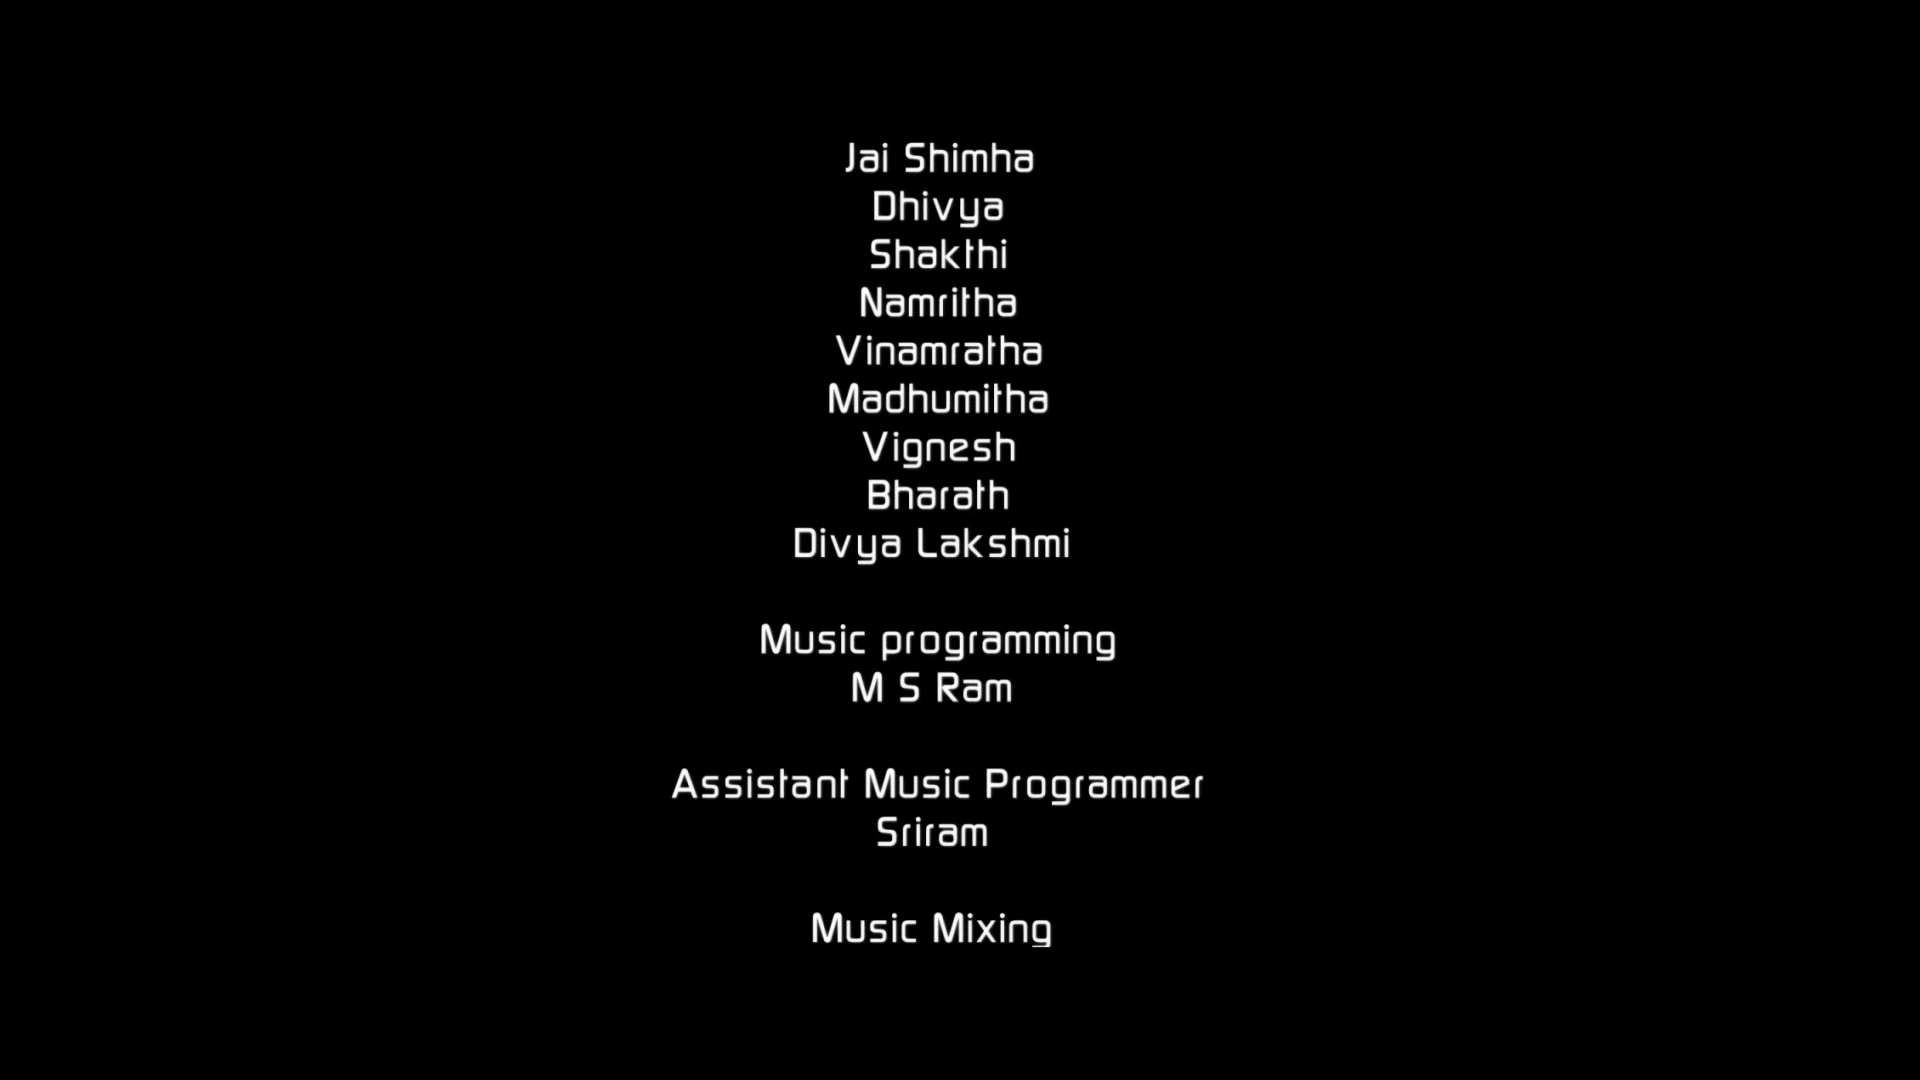 Jai Shimha
Dhivya
Shakthi
Namritha
Vinamratha
Madhumitha
Vignesh
Bharath
Divya Lakshmi
Music programming
M S Ram
Assistant Music Programmer
Sriram
Music Mixing